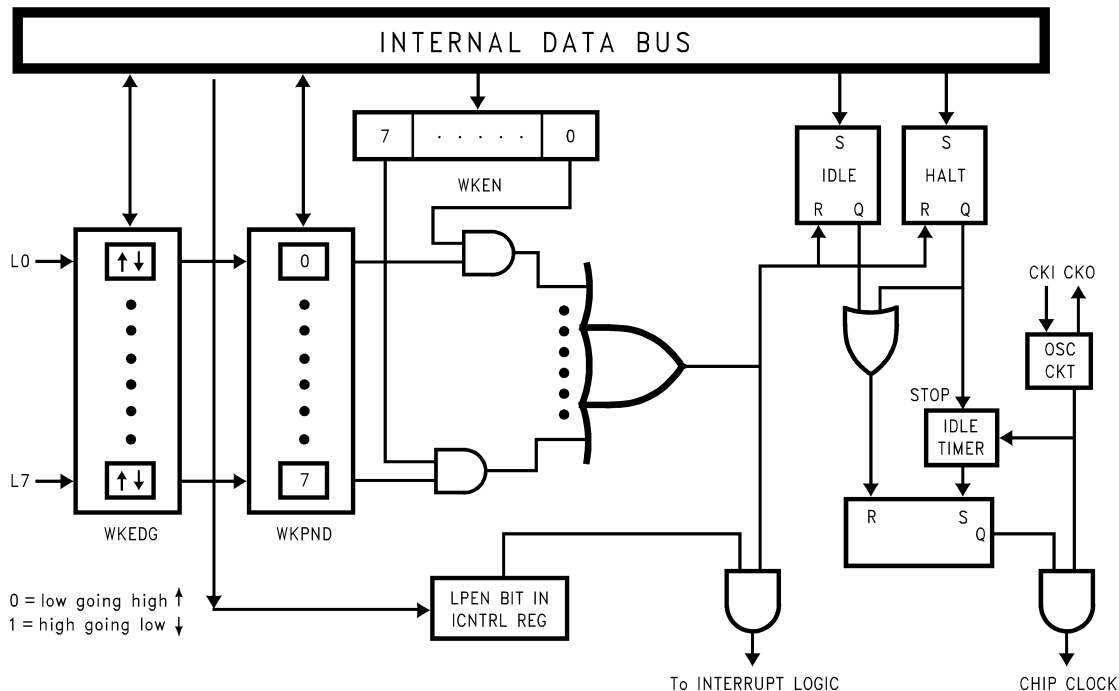 INTERNAL DATA BUS
7 . . . . . 0
WKEN
S
IDLE
R Q
S
HALT
R Q
L0
↑↓
0
CKI CKO
OSC
CKT
STOP
IDLE
TIMER
L7
↑↓
7
WKEDG
WKPND
R S
Q
0 = low going high ↑
1 = high going low ↓
LPEN BIT IN
ICNTRL REG
To INTERRUPT LOGIC
CHIP CLOCK